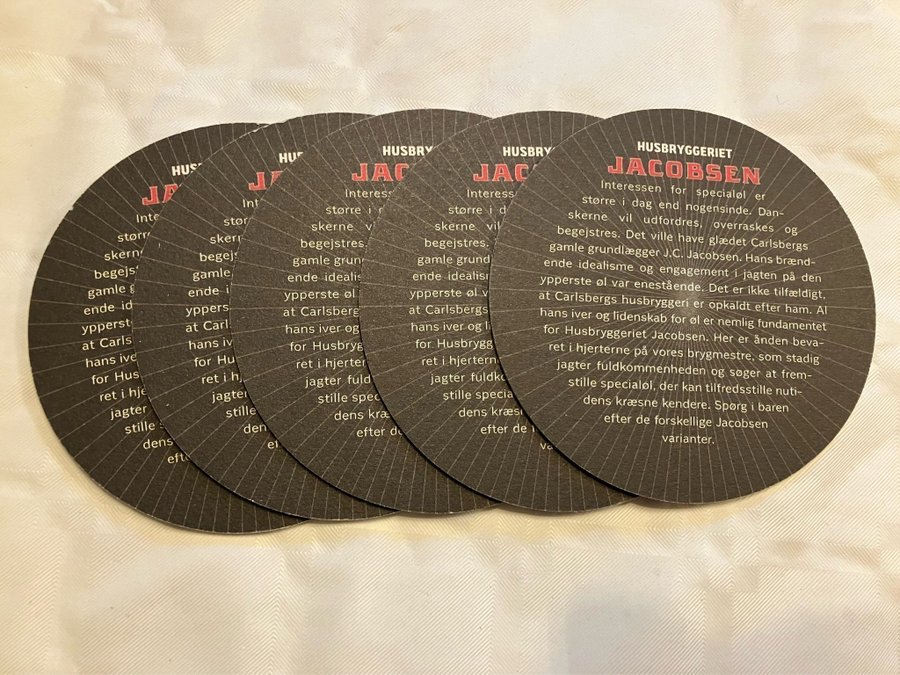 HUSBRYGGERIET
JACOBSEN
Interessen for specialøl er
større i dag end nogensinde. Dan-
skerne vil udfordres, overraskes og
begejstres. Det ville have glædet Carlsbergs
gamle grundlægger J.C. Jacobsen. Hans brænd-
ende idealisme og engagement i jagten på den
ypperste øl var enestående. Det er ikke tilfældigt,
at Carlsbergs husbryggeri er opkaldt efter ham. Al
hans iver og lidenskab for øl er nemlig fundamentet
for Husbryggeriet Jacobsen. Her er ånden beva-
ret i hjerterne på vores brygmestre, som stadig
jagter fuldkommenheden og søger at frem-
stille specialøl, der kan tilfredsstille nuti-
dens kræsne kendere. Spørg i baren
efter de forskellige Jacobsen
varianter.